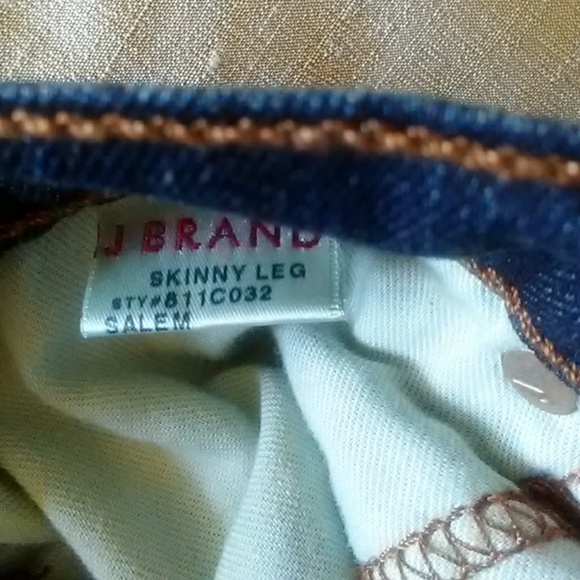 J BRAND
SKINNY LEG
STY#811C032
SALEM